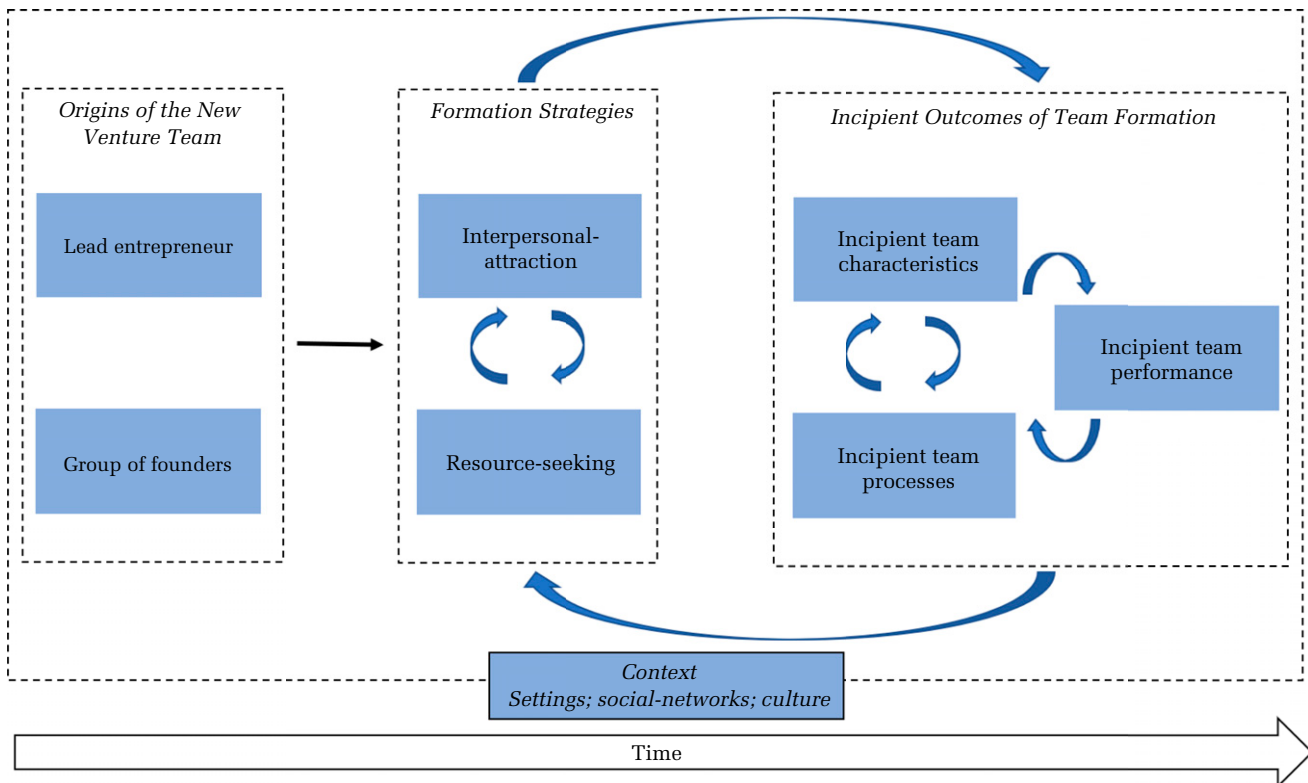 Origins of the New
Venture Team
Lead entrepreneur
Group of founders
Formation Strategies
Interpersonal-
attraction
Resource-seeking
Incipient Outcomes of Team Formation
Incipient team
characteristics
Incipient team
performance
Incipient team
processes
Context
Settings; social-networks; culture
Time